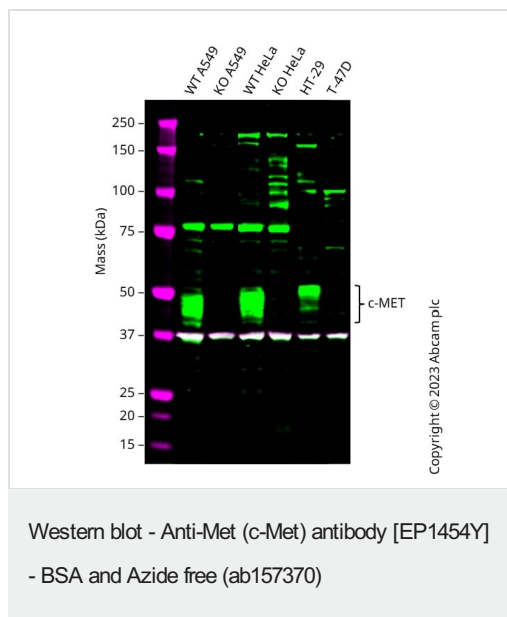 WT A549
KO A549
WT HeLa
KO HeLa
HT-29
T-47D
Mass (kDa)
250
150
100
75
50
37
25
20
15
c-MET
Copyright © 2023 Abcam plc
Western blot - Anti-Met (c-Met) antibody [EP1454Y]
- BSA and Azide free (ab157370)